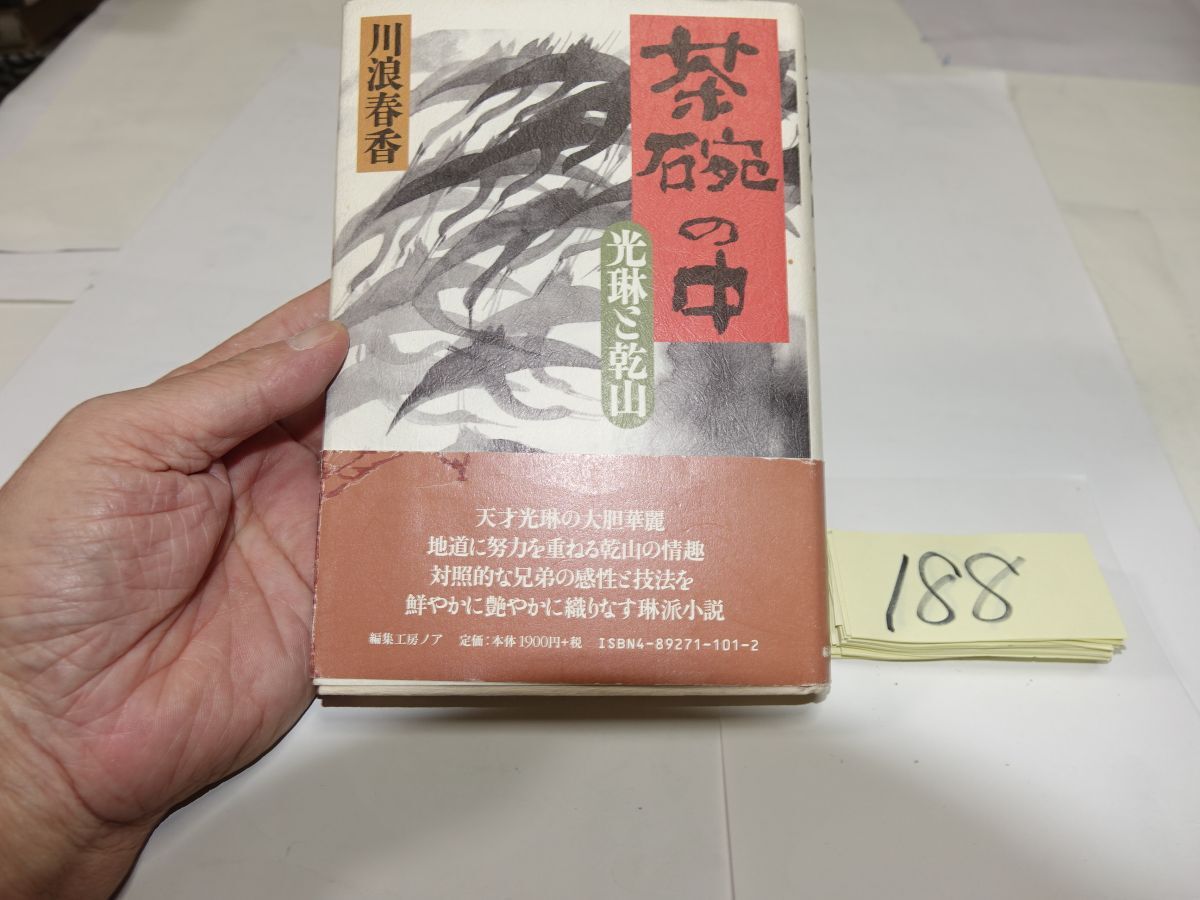 茶碗の中
光琳と乾山
川浪春香
天才光琳の大胆華麗
地道に努力を重ねる乾山の情趣
対照的な兄弟の感性と技法を
鮮やかに艶やかに織りなす琳派小説
編集工房ノア 定価:本体1900円+税 ISBN4-89271-101-2
188